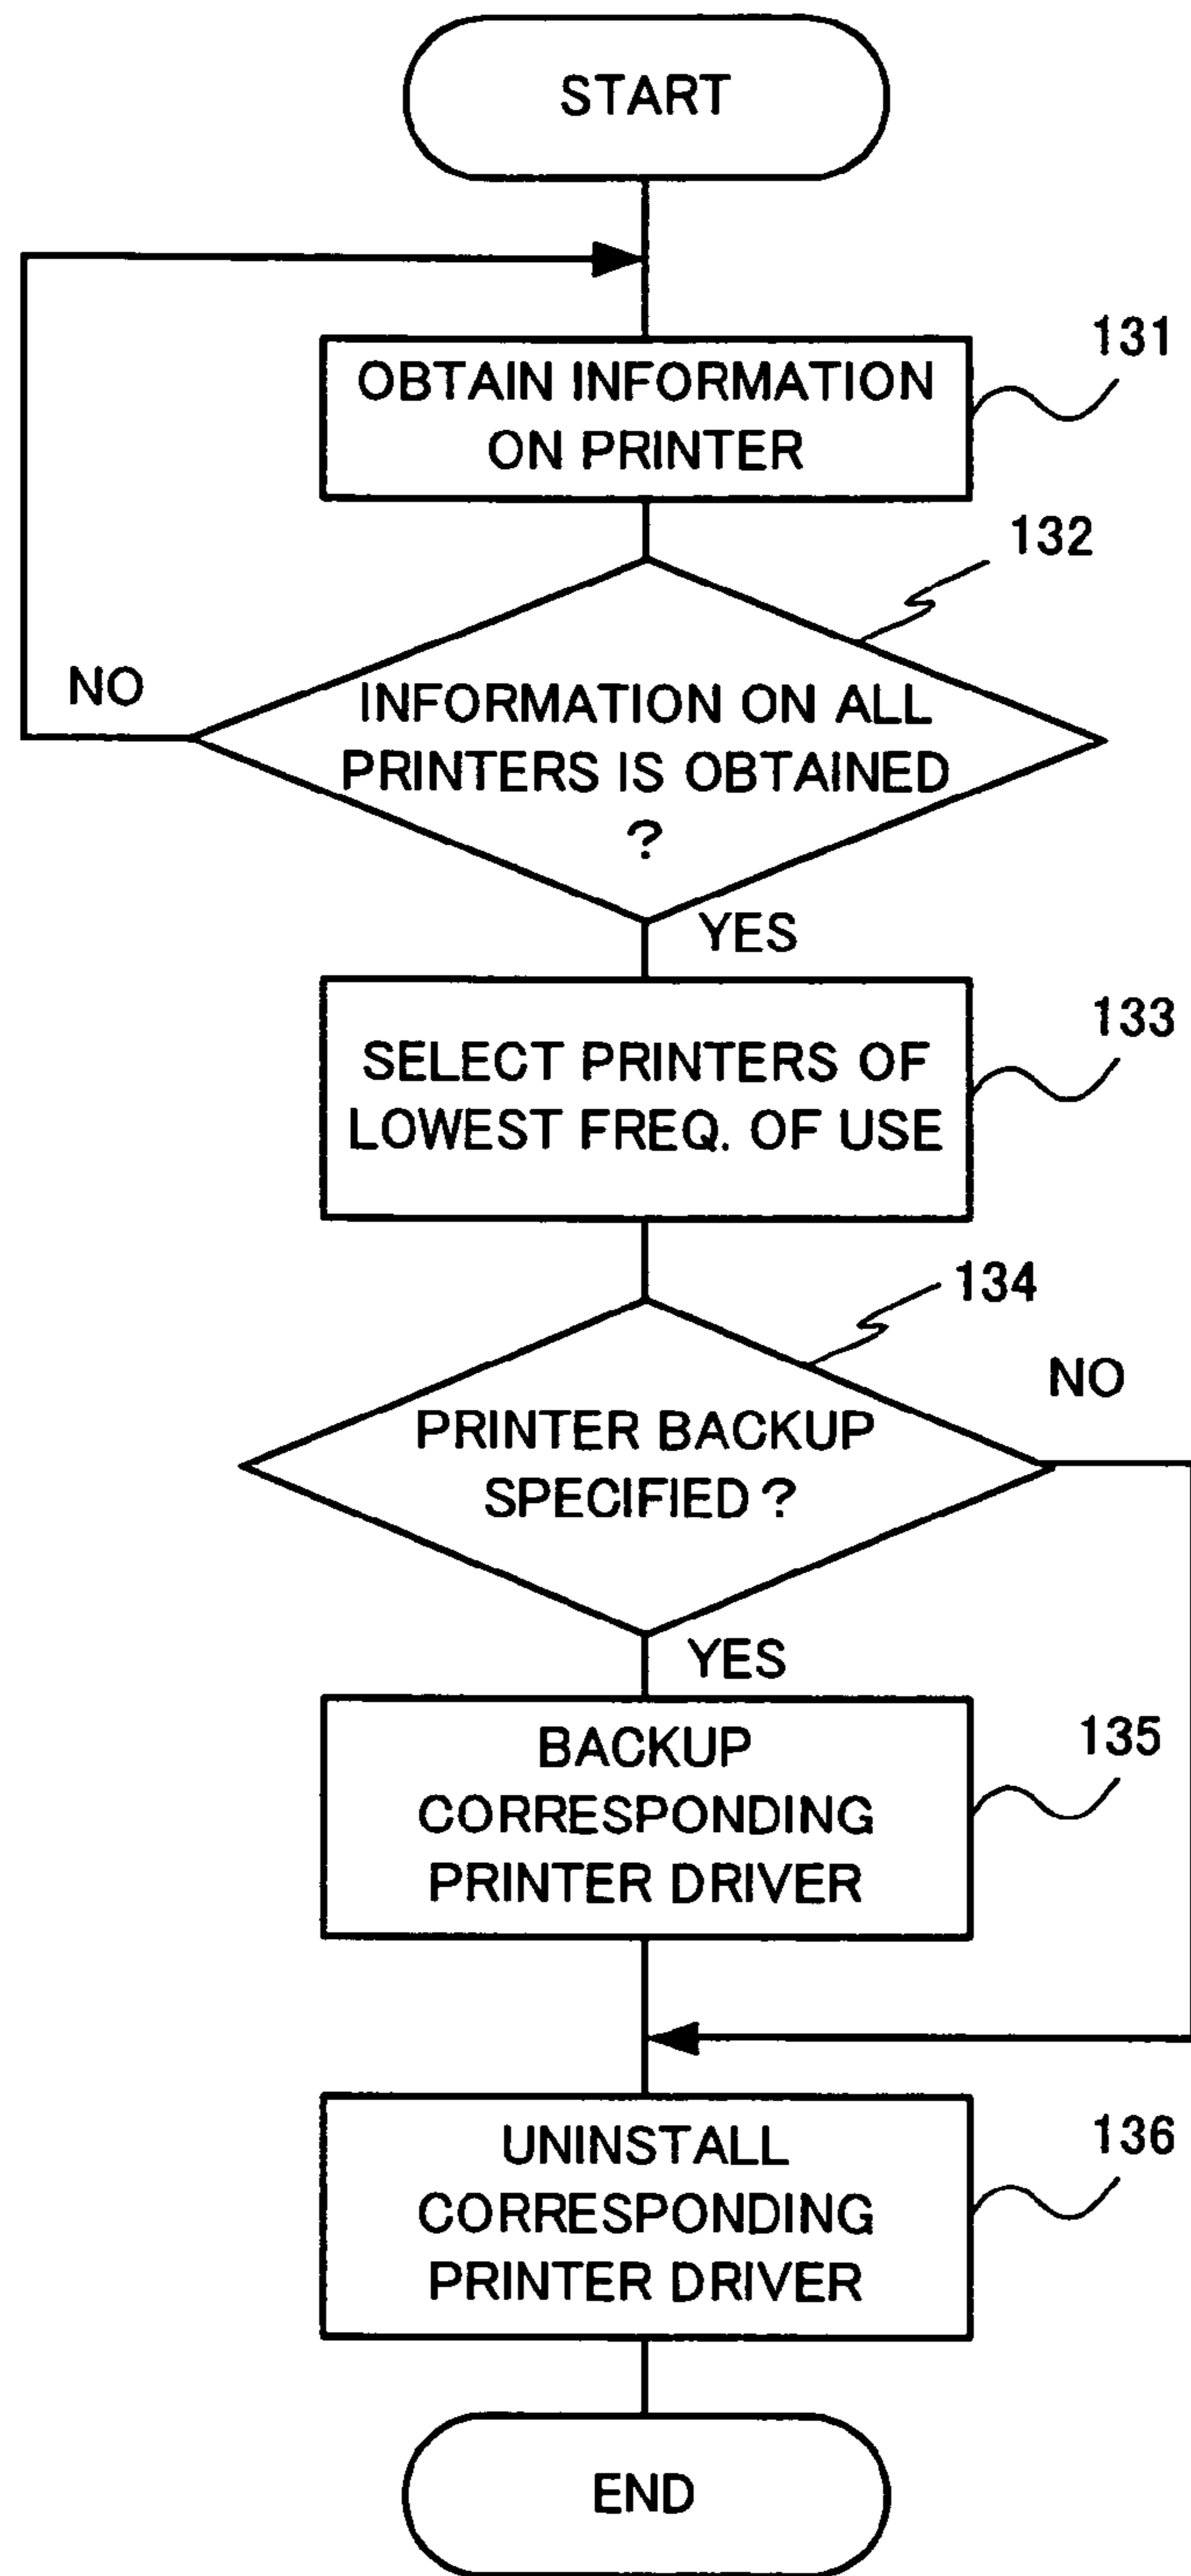 START
OBTAIN INFORMATION
ON PRINTER
131
132
NO
INFORMATION ON ALL
PRINTERS IS OBTAINED
?
YES
SELECT PRINTERS OF
LOWEST FREQ. OF USE
133
134
NO
PRINTER BACKUP
SPECIFIED ?
YES
BACKUP
CORRESPONDING
PRINTER DRIVER
135
UNINSTALL
CORRESPONDING
PRINTER DRIVER
136
END